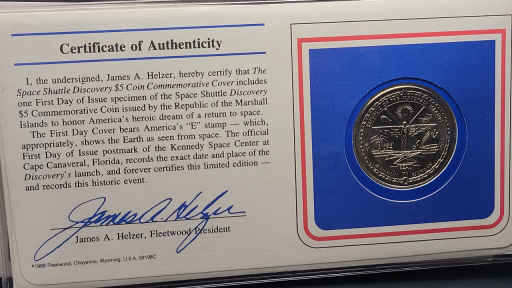 Certificate of Authenticity
I, the undersigned, James A. Helzer, hereby certify that The
Space Shuttle Discovery $5 Coin Commemorative Cover includes
one First Day of Issue specimen of the Space Shuttle Discovery
$5 Commemorative Coin issued by the Republic of the Marshall
Islands to honor America's heroic dream of a return to space.
The First Day Cover bears America's "E" stamp — which,
appropriately, shows the Earth as seen from space. The official
First Day of Issue postmark of the Kennedy Space Center at
Cape Canaveral, Florida, records the exact date and place of the
Discovery's launch, and forever certifies this limited edition —
and records this historic event.
James A Helzer
James A. Helzer, Fleetwood President
Fleetwood, Cheyenne, Wyoming, U.S.A.